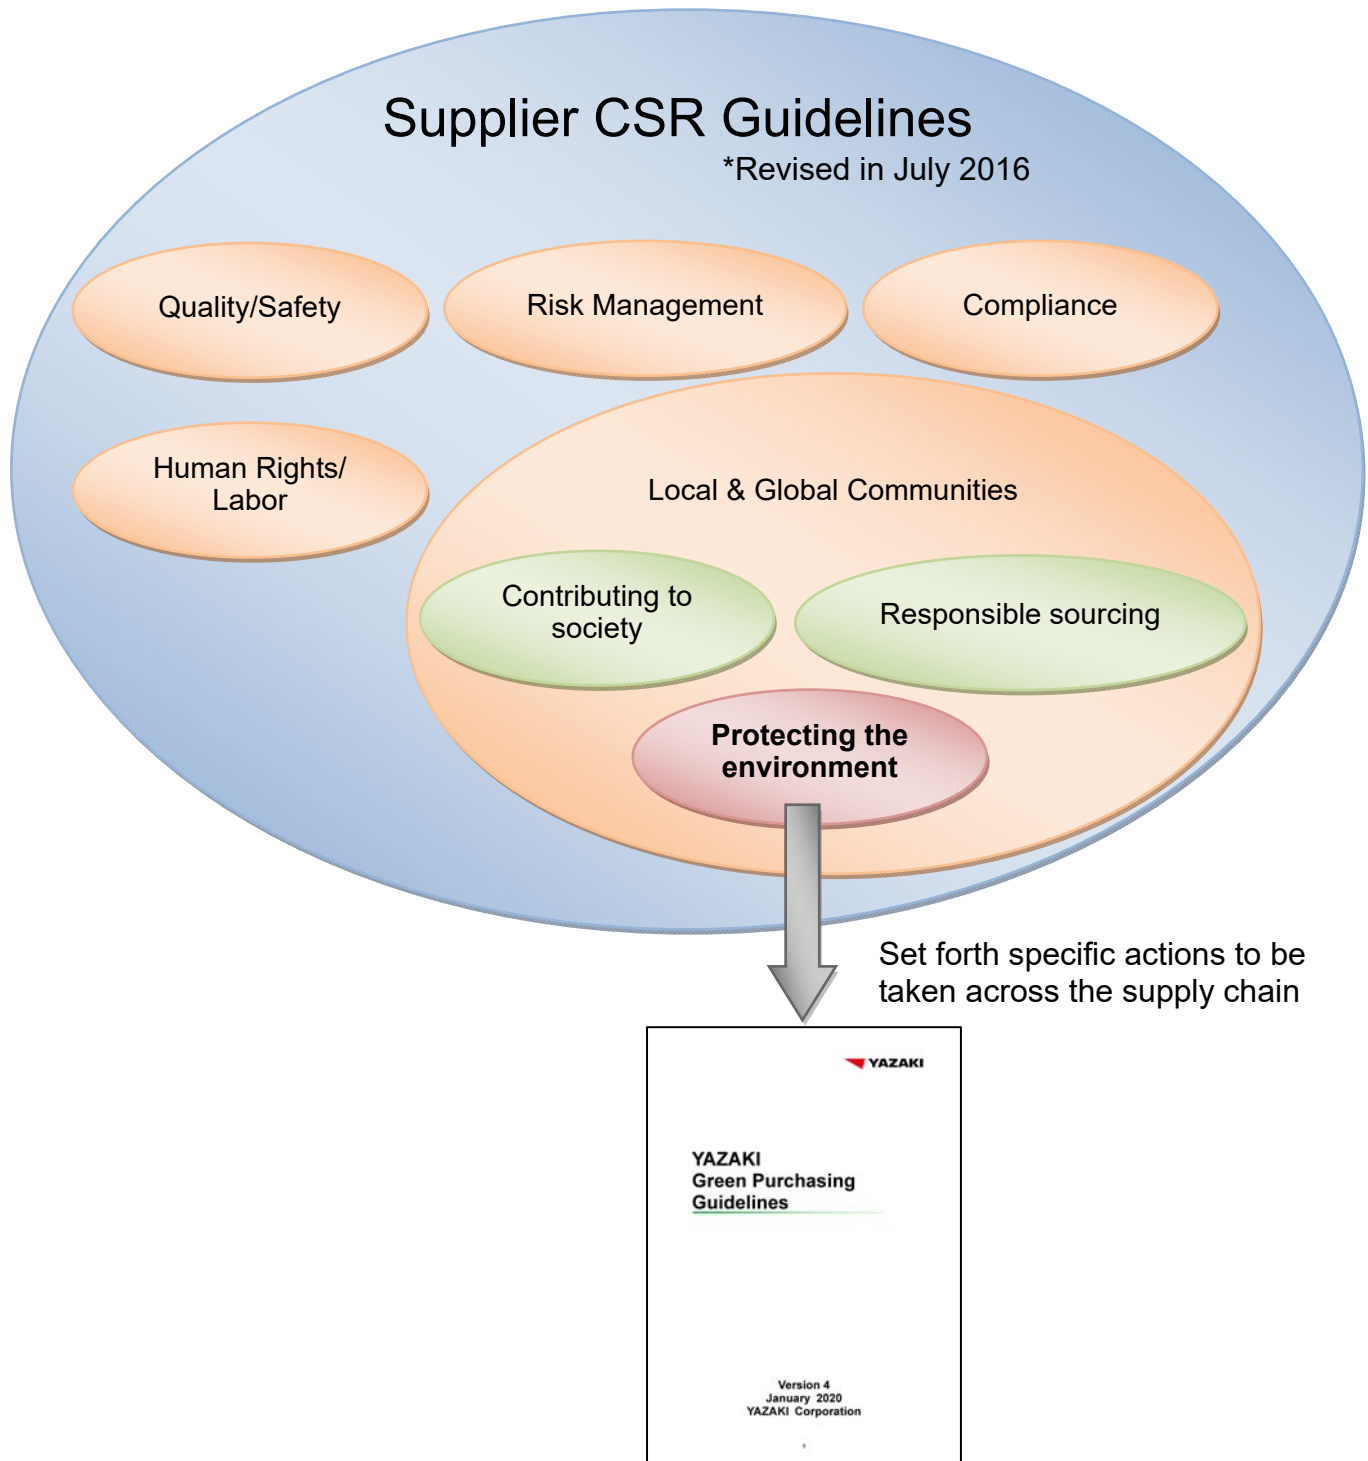 Supplier CSR Guidelines
*Revised in July 2016
Quality/Safety
Risk Management
Compliance
Human Rights/
Labor
Local & Global Communities
Contributing to
society
Responsible sourcing
Protecting the
environment
Set forth specific actions to be
taken across the supply chain
YAZAKI
YAZAKI
Green Purchasing
Guidelines
Version 4
January 2020
YAZAKI Corporation